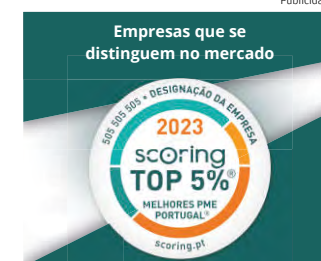 Publicida
Empresas que se
distinguem no mercado
505 505 505 • DESIGNAÇÃO DA EMPRESA
2023
scoring
TOP 5%®
MELHORES PME
PORTUGAL®
scoring.pt